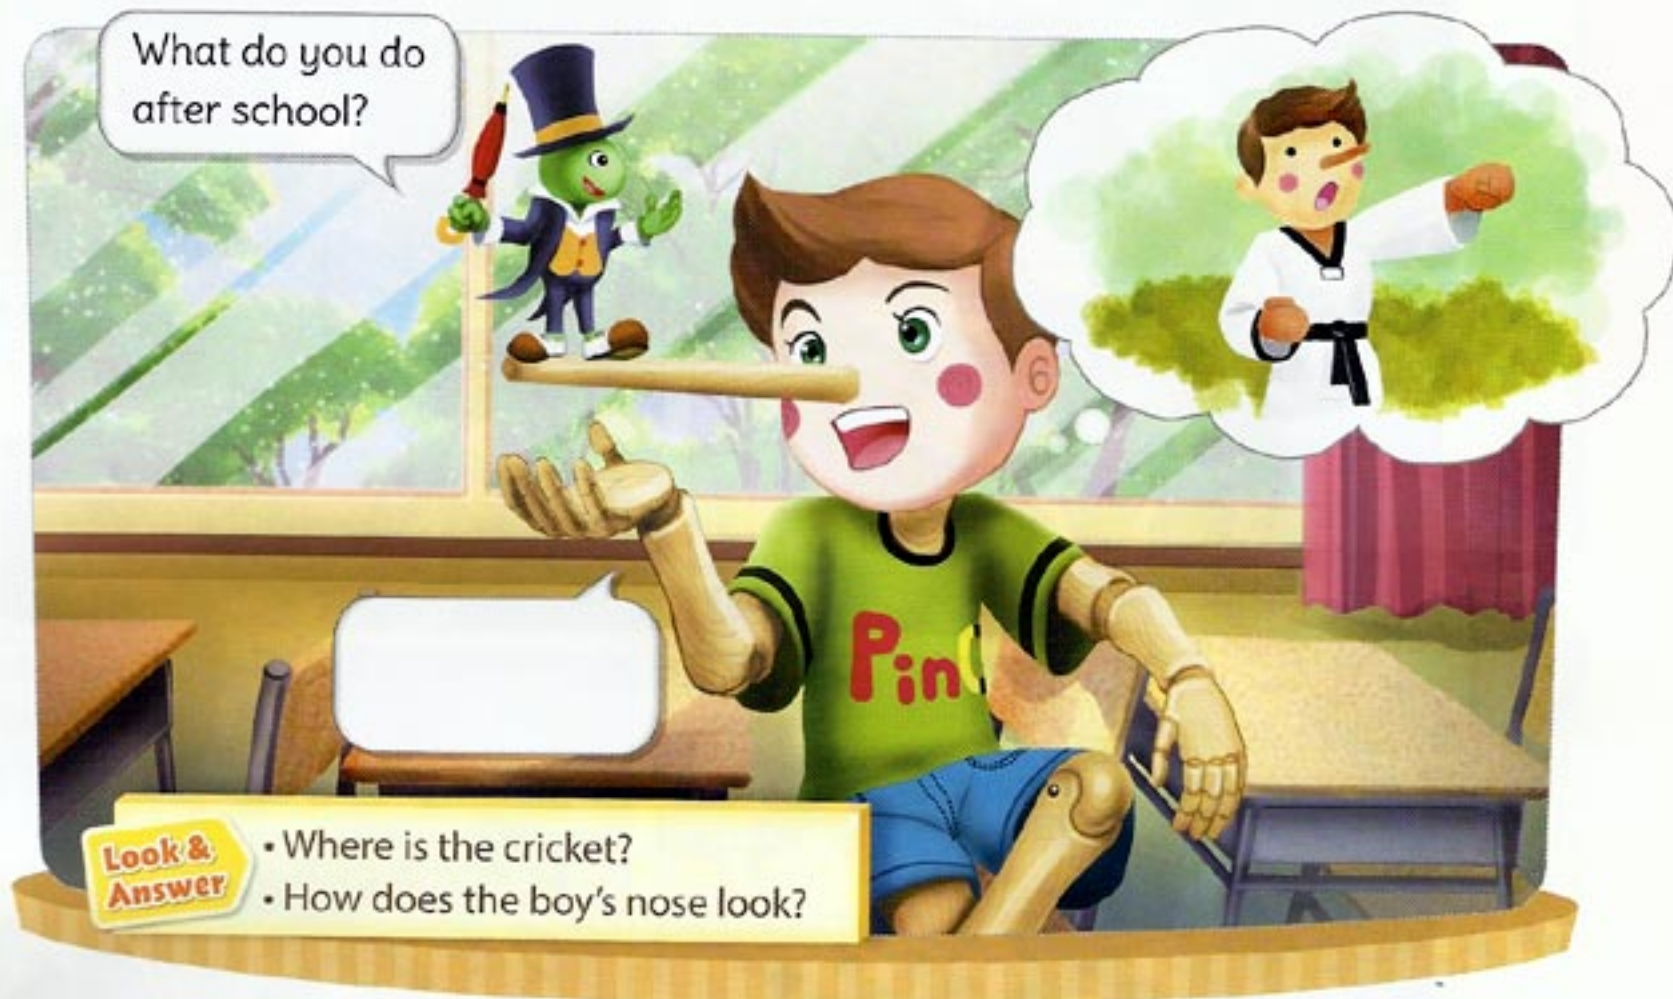 What do you do
after school?
Pin
Look &
Answer
• Where is the cricket?
• How does the boy's nose look?